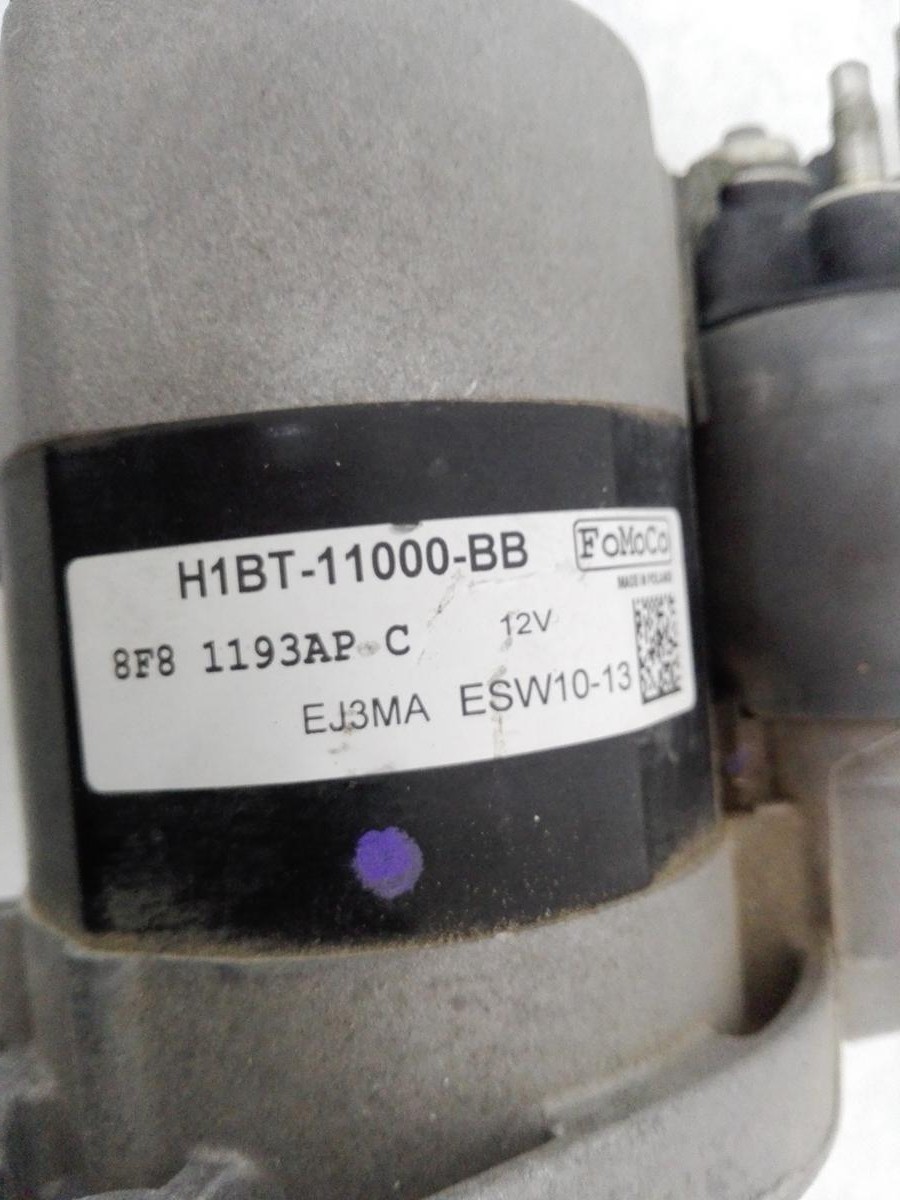 H1BT-11000-BB
FoMoCo
MADE IN POLAND
8F8 1193AP C
12V
EJ3MA ESW10-13